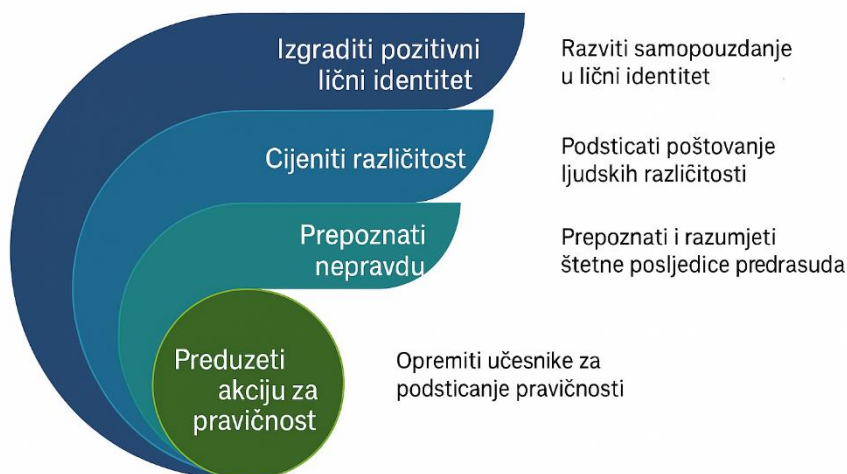 Izgraditi pozitivni
lični identitet
Razviti samopouzdanje
u lični identitet
Cijeniti različitost
Podsticati poštovanje
ljudskih različitosti
Prepoznati
nepravdu
Prepoznati i razumjeti
štetne posljedice predrasuda
Preduzeti
akciju za
pravičnost
Opremiti učesnike za
podsticanje pravičnosti